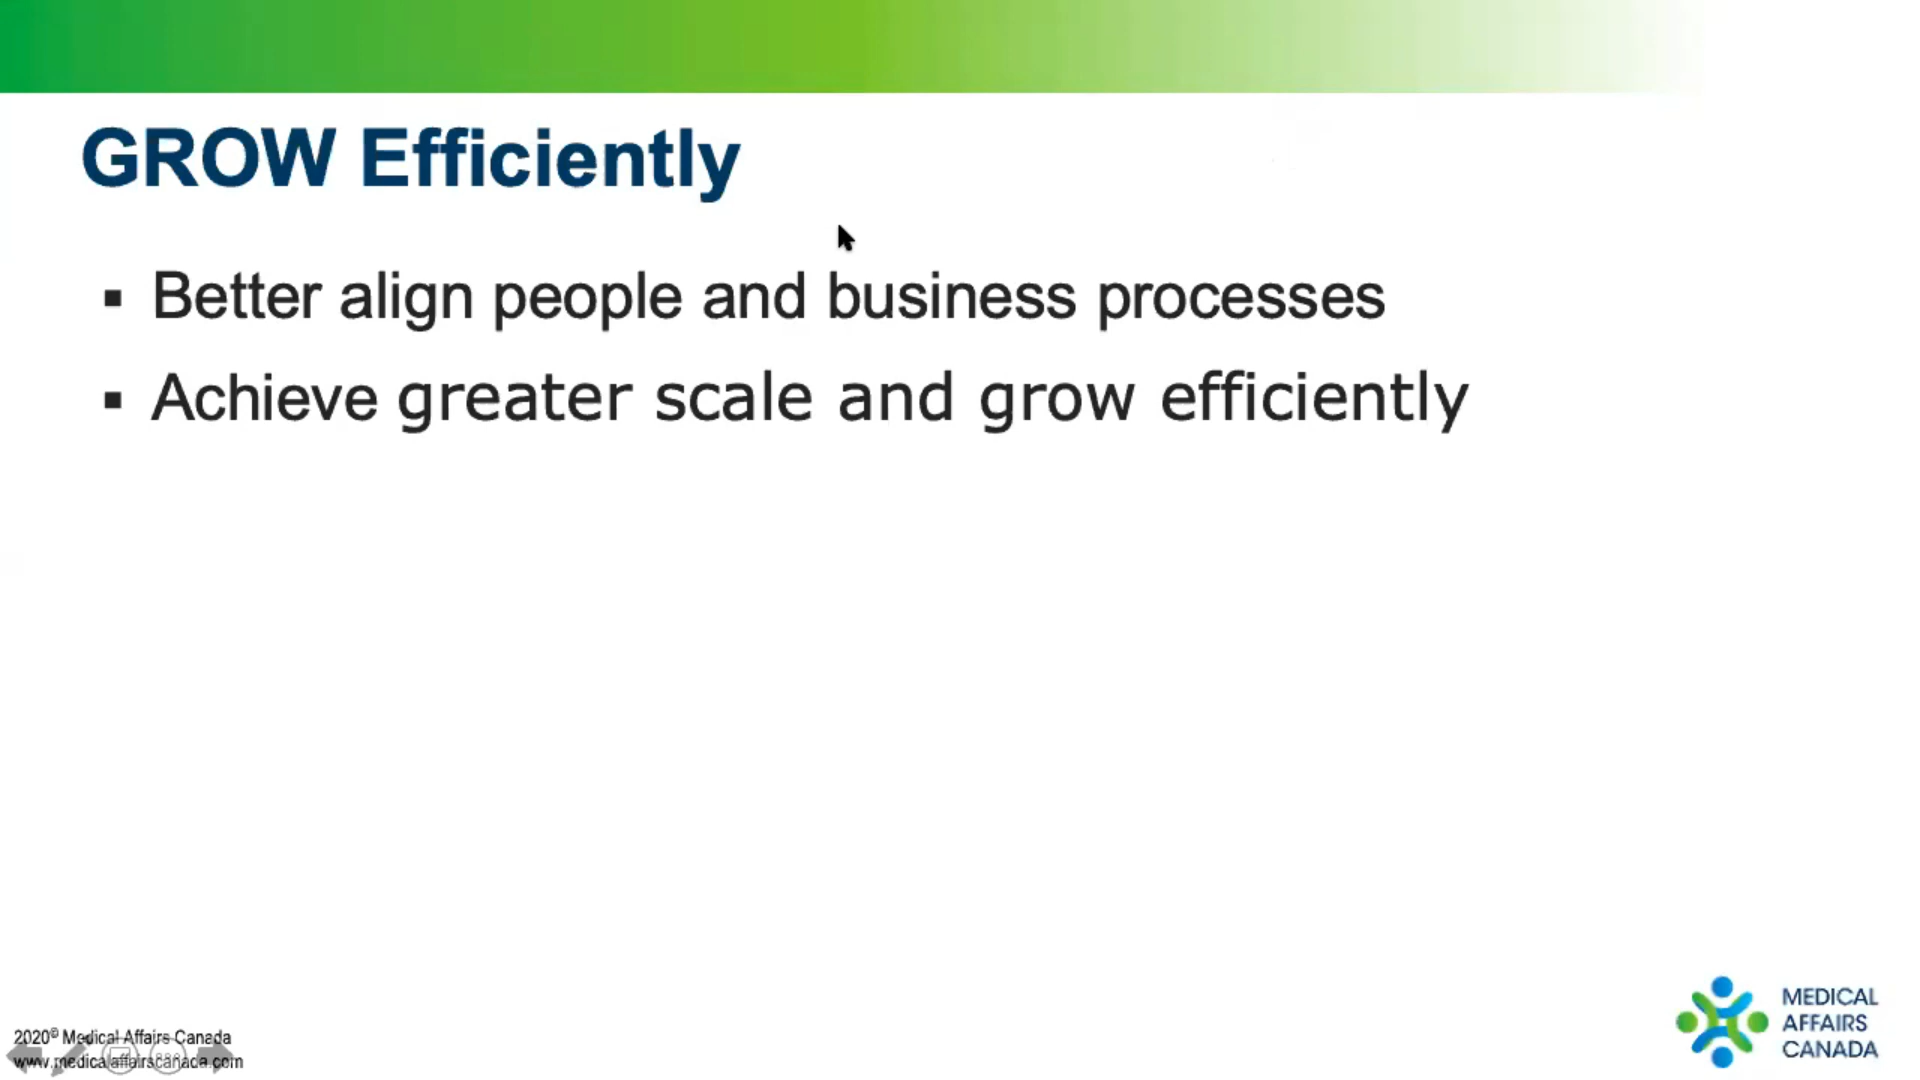 GROW Efficiently
▪ Better align people and business processes
▪ Achieve greater scale and grow efficiently
2020© Medical Affairs Canada
www.medicalaffairscanada.com
MEDICAL
AFFAIRS
CANADA